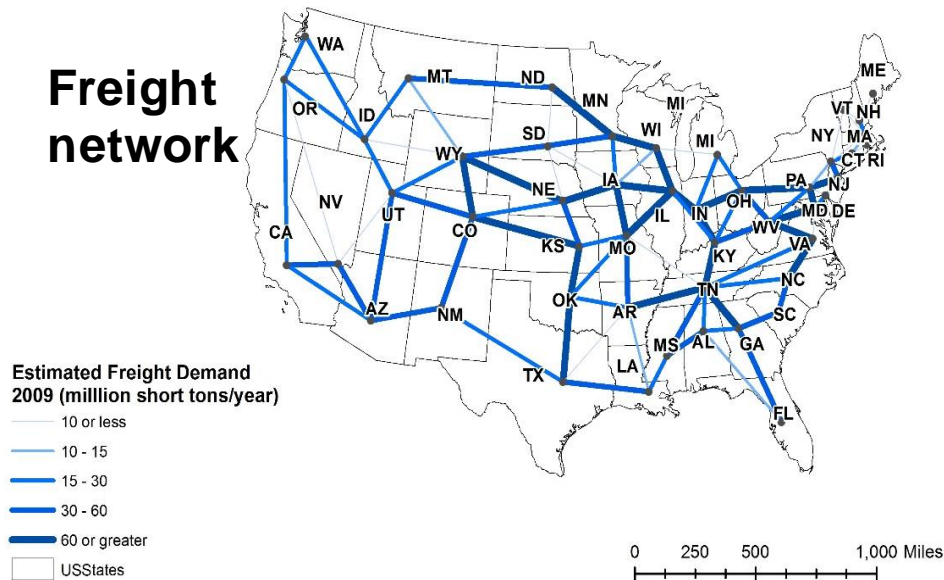 Freight
network
WA
MT
ND
ME
OR
ID
MN
MI
VT
NH
SD
WI
MI
NY
MA
WY
CT
RI
NE
IA
PA
NJ
NV
UT
IL
IN
OH
MD
DE
CA
CO
KS
MO
WV
KY
VA
AZ
NM
OK
AR
TN
NC
SC
TX
LA
MS
AL
GA
FL
Estimated Freight Demand
2009 (milllion short tons/year)
10 or less
10 - 15
15 - 30
30 - 60
60 or greater
USStates
0 250 500 1,000 Miles